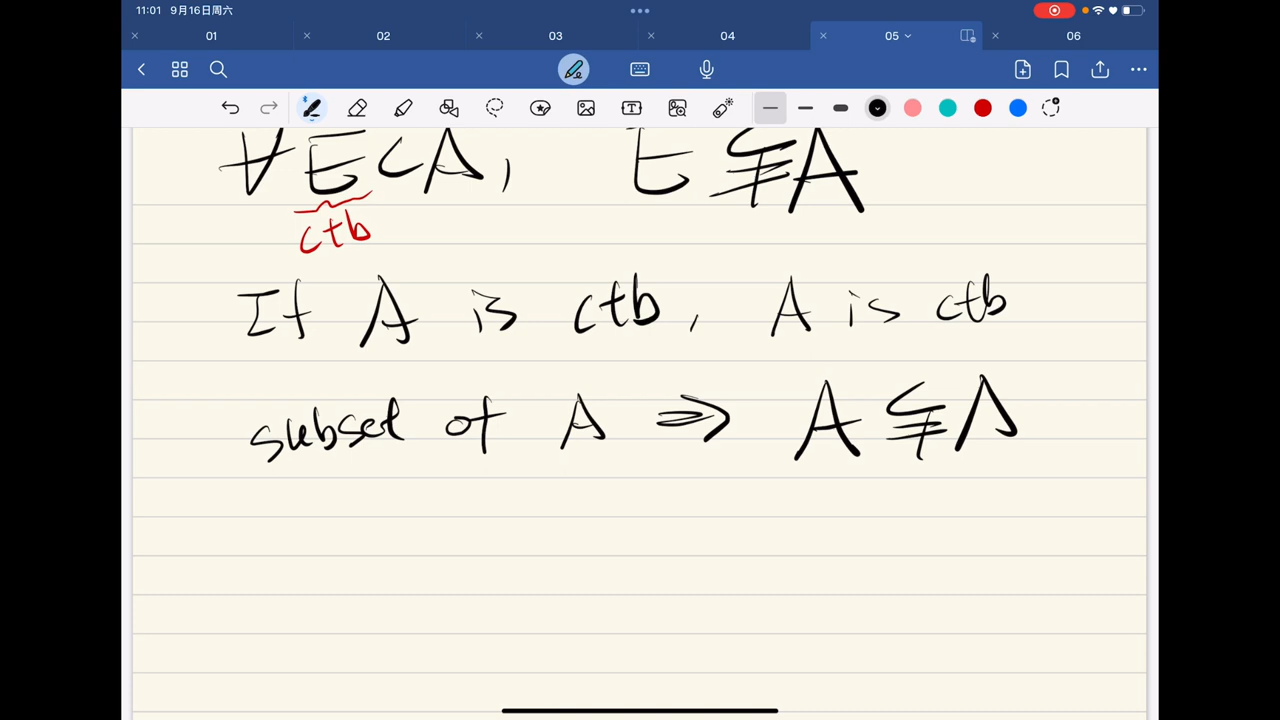 11:01 9月16日周六
01 02 03 04 05 06
∀E⊂A, E⊊A
ctb
If A is ctb, A is ctb
subset of A ⇒ A⊊A